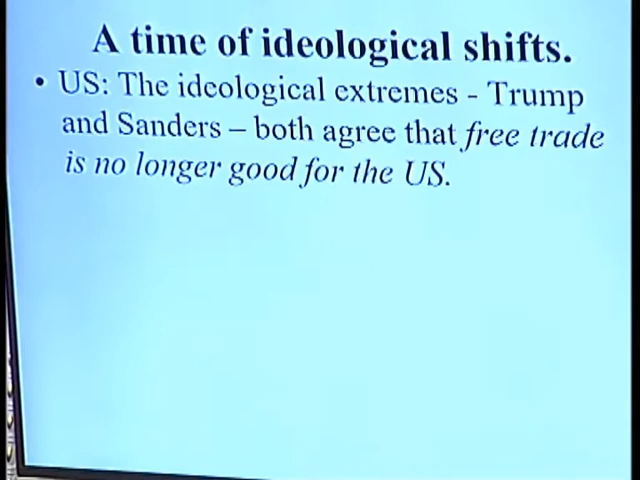 A time of ideological shifts.
• US: The ideological extremes - Trump
and Sanders – both agree that free trade
is no longer good for the US.